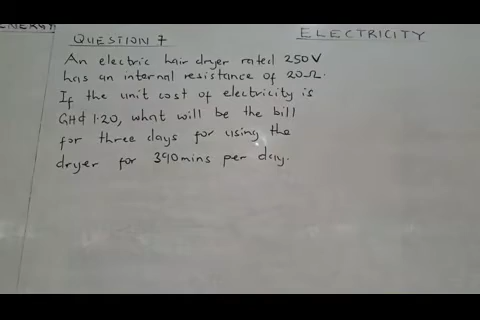 ENERGY
ELECTRICITY
QUESTION 7
An electric hair dryer rated 250V
has an internal resistance of 20Ω.
If the unit cost of electricity is
GH¢ 1.20, what will be the bill
for three days for using the
dryer for 390mins per day.